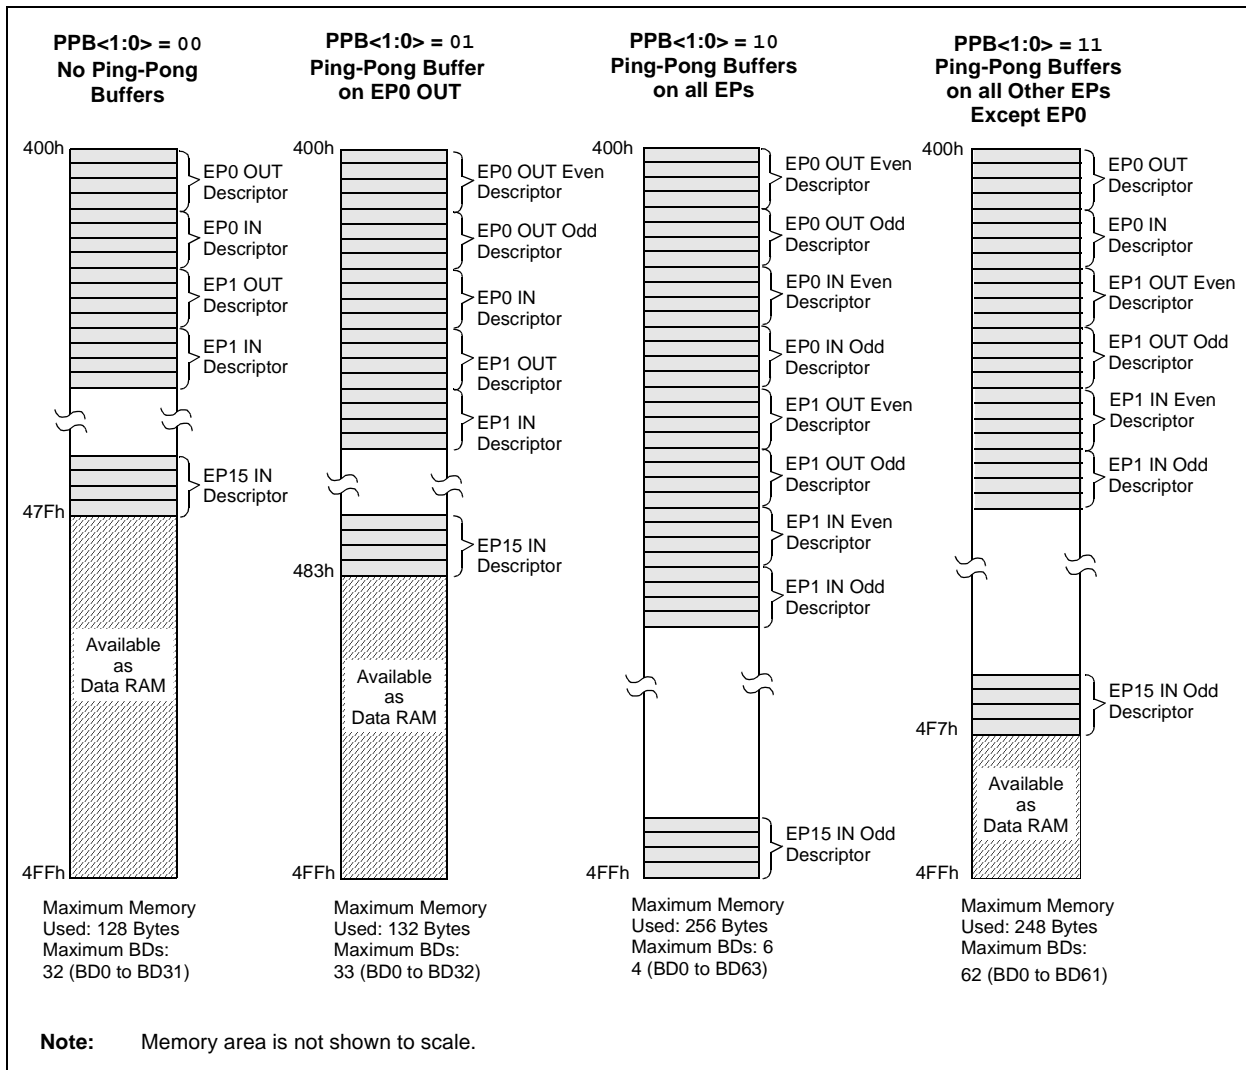 PPB<1:0> = 00
No Ping-Pong
Buffers
400h
EP0 OUT
Descriptor
EP0 IN
Descriptor
EP1 OUT
Descriptor
EP1 IN
Descriptor
EP15 IN
Descriptor
47Fh
Available
as
Data RAM
4FFh
Maximum Memory
Used: 128 Bytes
Maximum BDs:
32 (BD0 to BD31)
PPB<1:0> = 01
Ping-Pong Buffer
on EP0 OUT
400h
EP0 OUT Even
Descriptor
EP0 OUT Odd
Descriptor
EP0 IN
Descriptor
EP1 OUT
Descriptor
EP1 IN
Descriptor
EP15 IN
Descriptor
483h
Available
as
Data RAM
4FFh
Maximum Memory
Used: 132 Bytes
Maximum BDs:
33 (BD0 to BD32)
PPB<1:0> = 10
Ping-Pong Buffers
on all EPs
400h
EP0 OUT Even
Descriptor
EP0 OUT Odd
Descriptor
EP0 IN Even
Descriptor
EP0 IN Odd
Descriptor
EP1 OUT Even
Descriptor
EP1 OUT Odd
Descriptor
EP1 IN Even
Descriptor
EP1 IN Odd
Descriptor
EP15 IN Odd
Descriptor
4FFh
Maximum Memory
Used: 256 Bytes
Maximum BDs: 6
4 (BD0 to BD63)
PPB<1:0> = 11
Ping-Pong Buffers
on all Other EPs
Except EP0
400h
EP0 OUT
Descriptor
EP0 IN
Descriptor
EP1 OUT Even
Descriptor
EP1 OUT Odd
Descriptor
EP1 IN Even
Descriptor
EP1 IN Odd
Descriptor
EP15 IN Odd
Descriptor
4F7h
Available
as
Data RAM
4FFh
Maximum Memory
Used: 248 Bytes
Maximum BDs:
62 (BD0 to BD61)
Note: Memory area is not shown to scale.